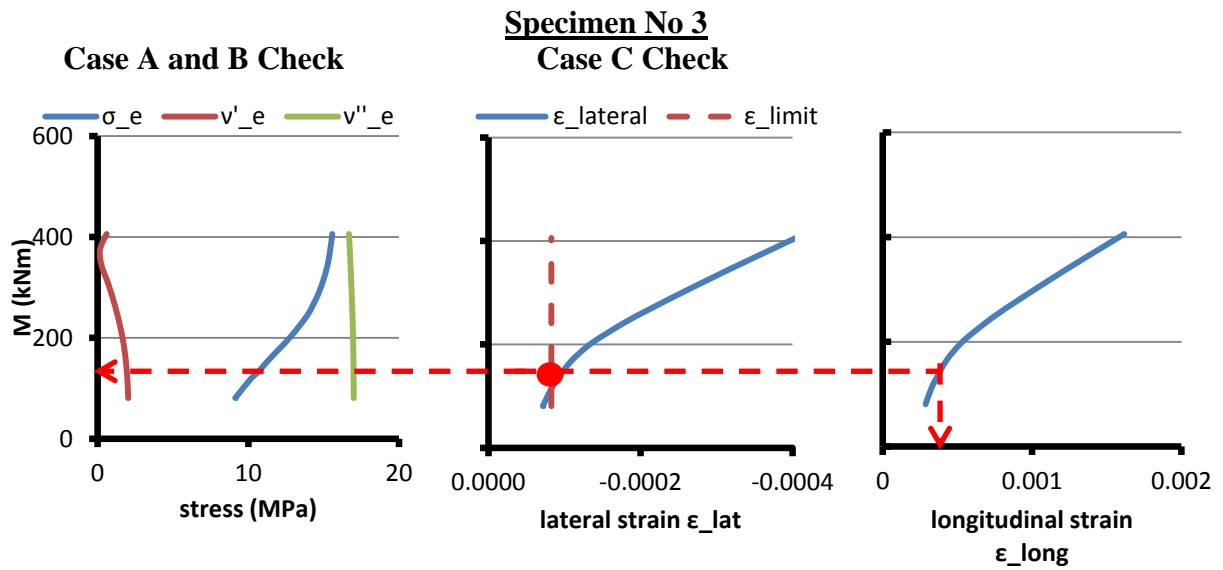 Specimen No 3
Case A and B Check
Case C Check
σ_e ν'_e ν''_e
600
400
200
0
M (kNm)
0 10 20
stress (MPa)
ε_lateral ε_limit
0.0000 -0.0002 -0.0004
lateral strain ε_lat
0 0.001 0.002
longitudinal strain
ε_long